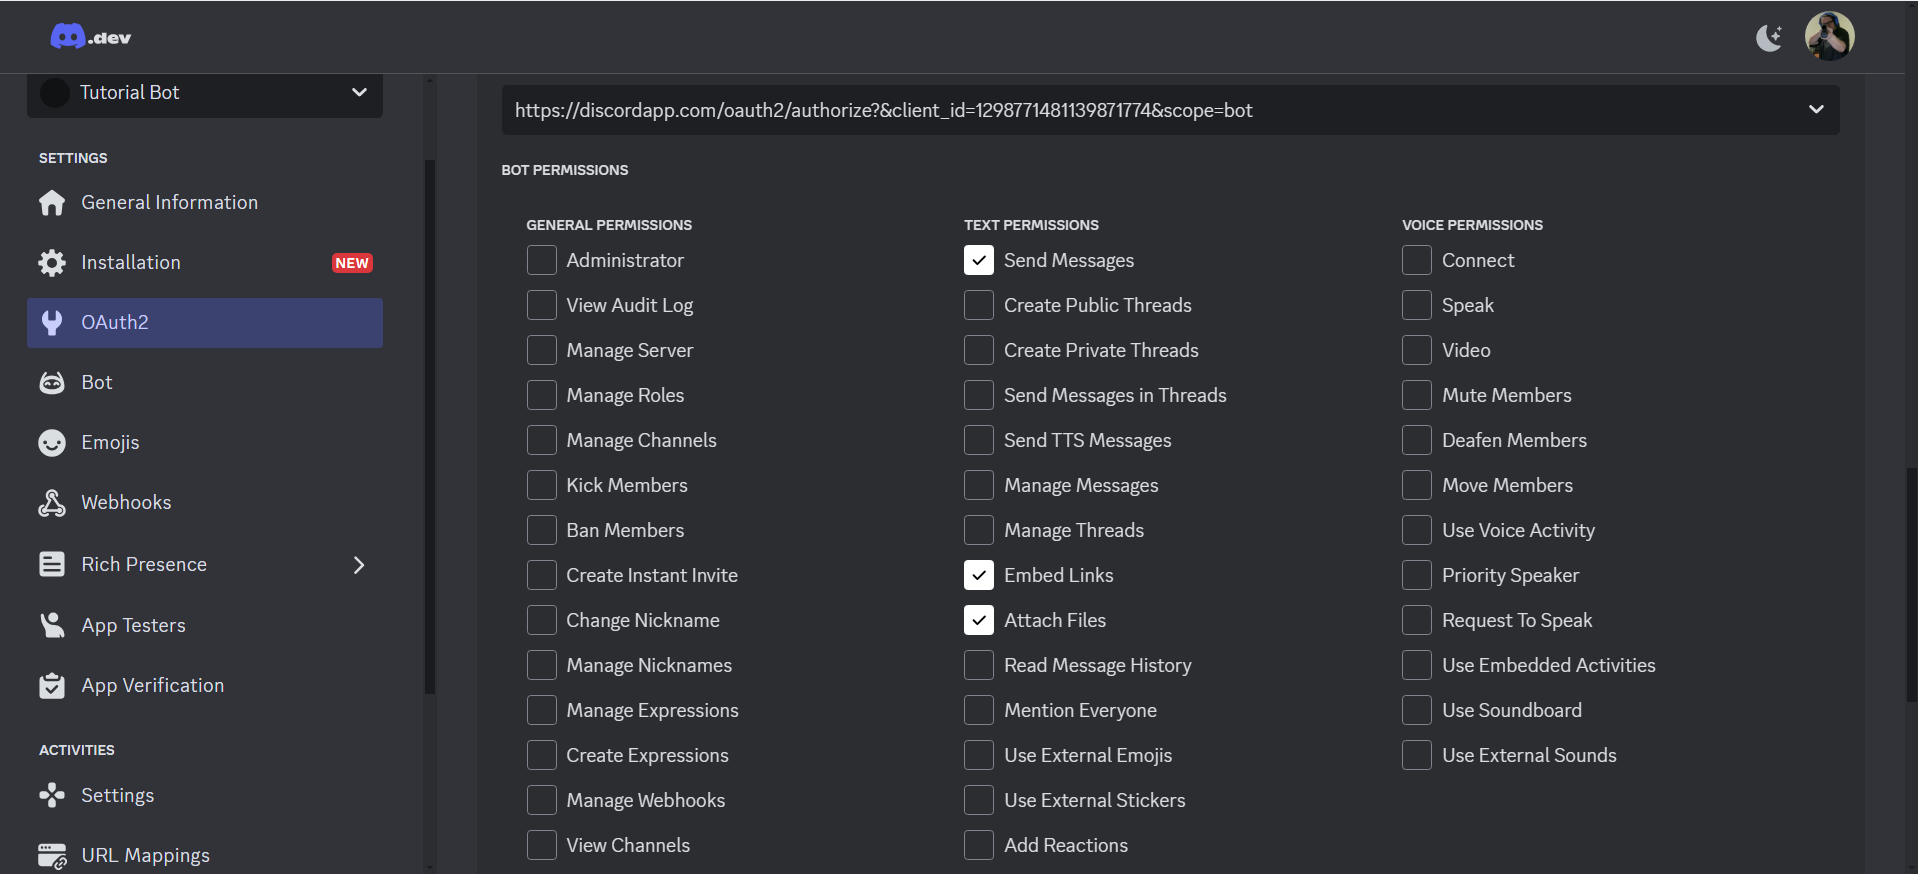 .dev
Tutorial Bot
SETTINGS
General Information
Installation NEW
OAuth2
Bot
Emojis
Webhooks
Rich Presence
App Testers
App Verification
ACTIVITIES
Settings
URL Mappings
https://discordapp.com/oauth2/authorize?&client_id=1298771481139871774&scope=bot
BOT PERMISSIONS
GENERAL PERMISSIONS
Administrator
View Audit Log
Manage Server
Manage Roles
Manage Channels
Kick Members
Ban Members
Create Instant Invite
Change Nickname
Manage Nicknames
Manage Expressions
Create Expressions
Manage Webhooks
View Channels
TEXT PERMISSIONS
Send Messages
Create Public Threads
Create Private Threads
Send Messages in Threads
Send TTS Messages
Manage Messages
Manage Threads
Embed Links
Attach Files
Read Message History
Mention Everyone
Use External Emojis
Use External Stickers
Add Reactions
VOICE PERMISSIONS
Connect
Speak
Video
Mute Members
Deafen Members
Move Members
Use Voice Activity
Priority Speaker
Request To Speak
Use Embedded Activities
Use Soundboard
Use External Sounds